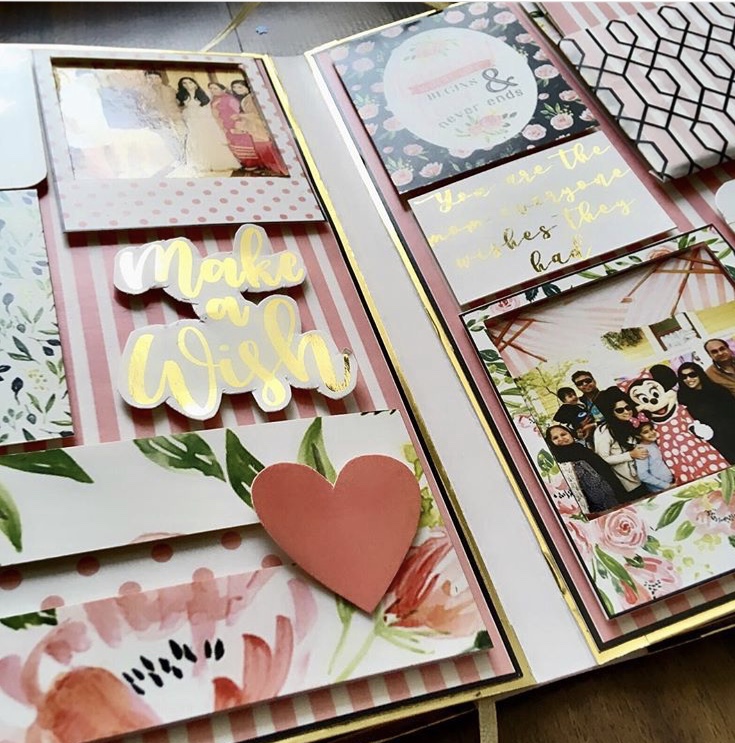 Make
a
Wish
BEGINS
&
never ends
You are the
mom everyone
wishes they
had